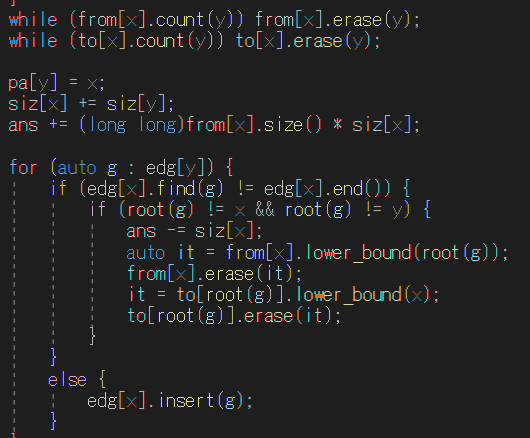 while (from[x].count(y)) from[x].erase(y);
while (to[x].count(y)) to[x].erase(y);
pa[y] = x;
siz[x] += siz[y];
ans += (long long)from[x].size() * siz[x];
for (auto g : edg[y]) {
if (edg[x].find(g) != edg[x].end()) {
if (root(g) != x && root(g) != y) {
ans -= siz[x];
auto it = from[x].lower_bound(root(g));
from[x].erase(it);
it = to[root(g)].lower_bound(x);
to[root(g)].erase(it);
}
}
else {
edg[x].insert(g);
}